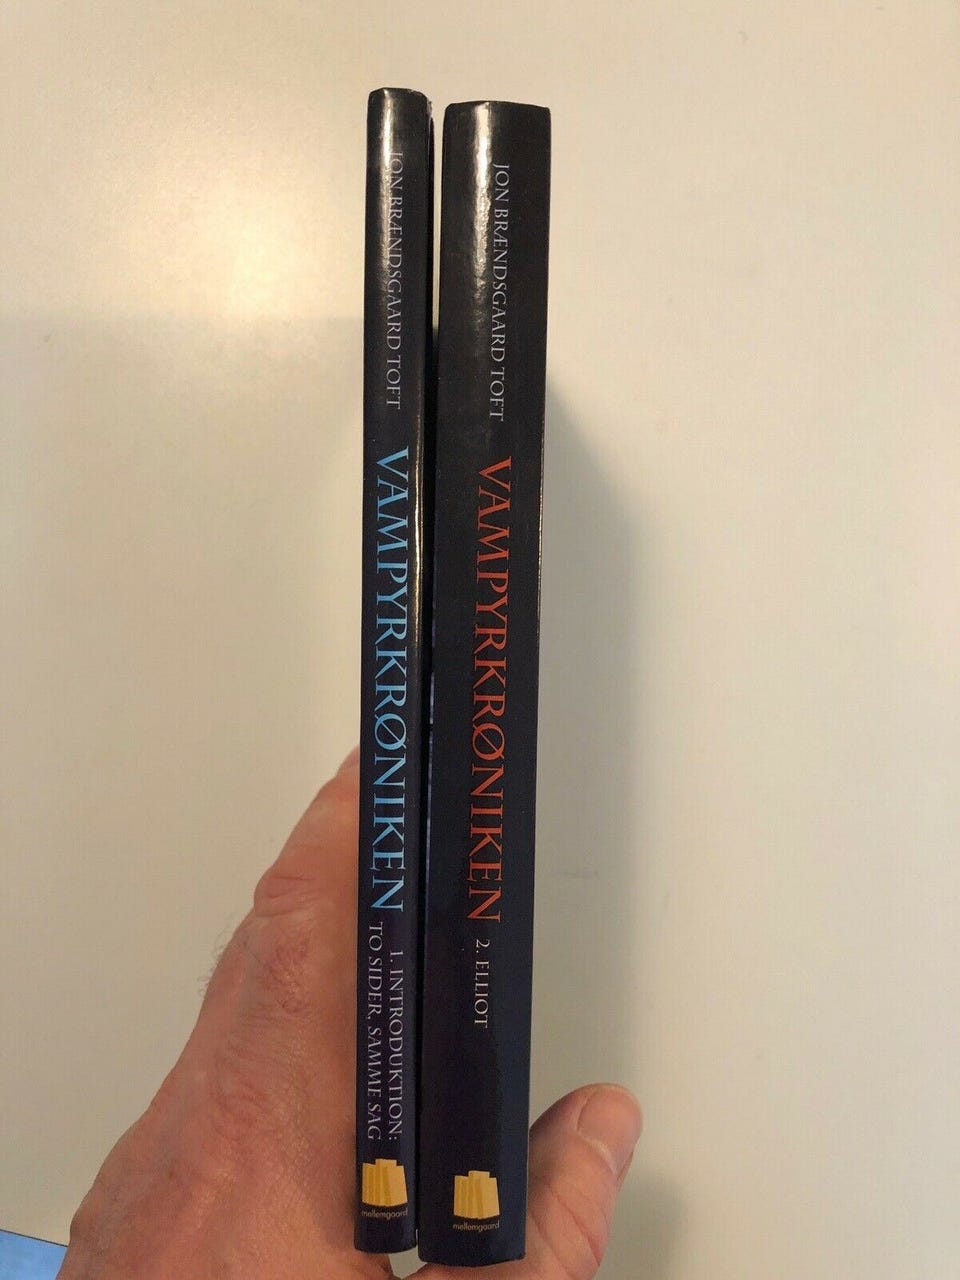 JON BRÆNDSGAARD TOFT
VAMPYRKRØNIKEN
1. INTRODUKTION:
TO SIDER, SAMME SAG
mellemgaard
JON BRÆNDSGAARD TOFT
VAMPYRKRØNIKEN
2. ELLIOT
mellemgaard